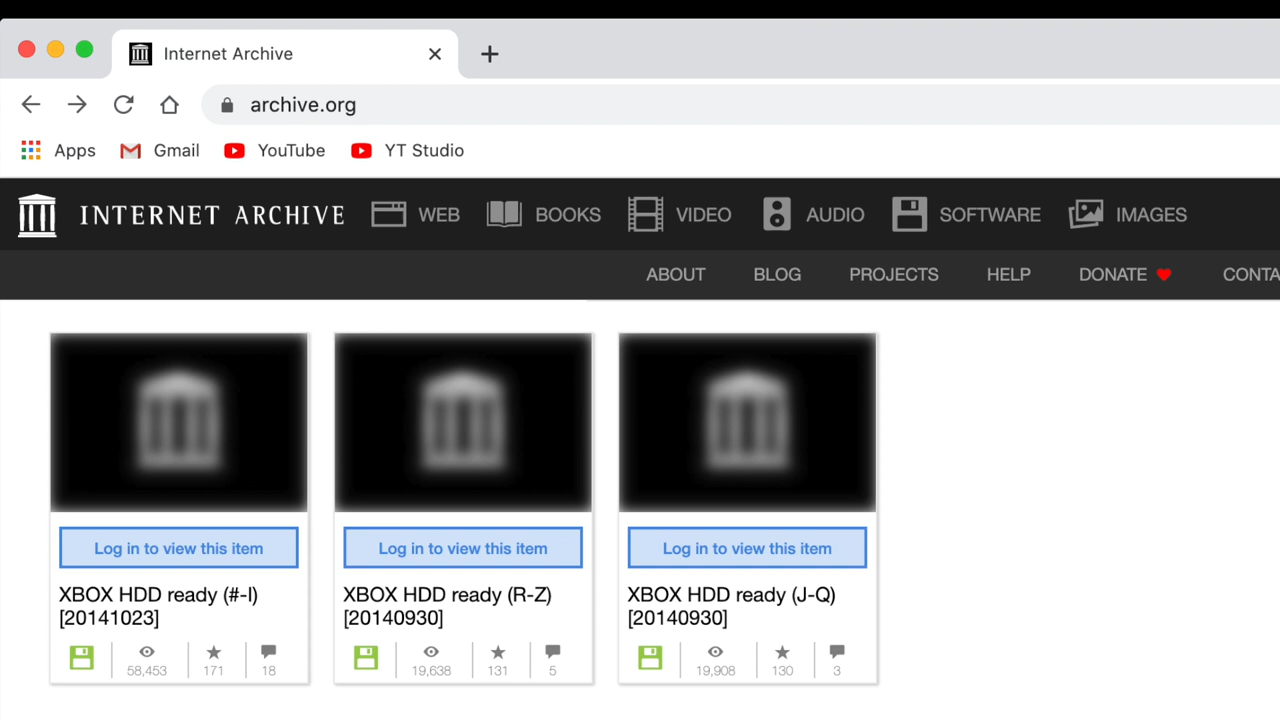 Internet Archive
archive.org
Apps Gmail YouTube YT Studio
INTERNET ARCHIVE WEB BOOKS VIDEO AUDIO SOFTWARE IMAGES
ABOUT BLOG PROJECTS HELP DONATE CONTA
Log in to view this item
XBOX HDD ready (#-I)
[20141023]
58,453 171 18
Log in to view this item
XBOX HDD ready (R-Z)
[20140930]
19,638 131 5
Log in to view this item
XBOX HDD ready (J-Q)
[20140930]
19,908 130 3